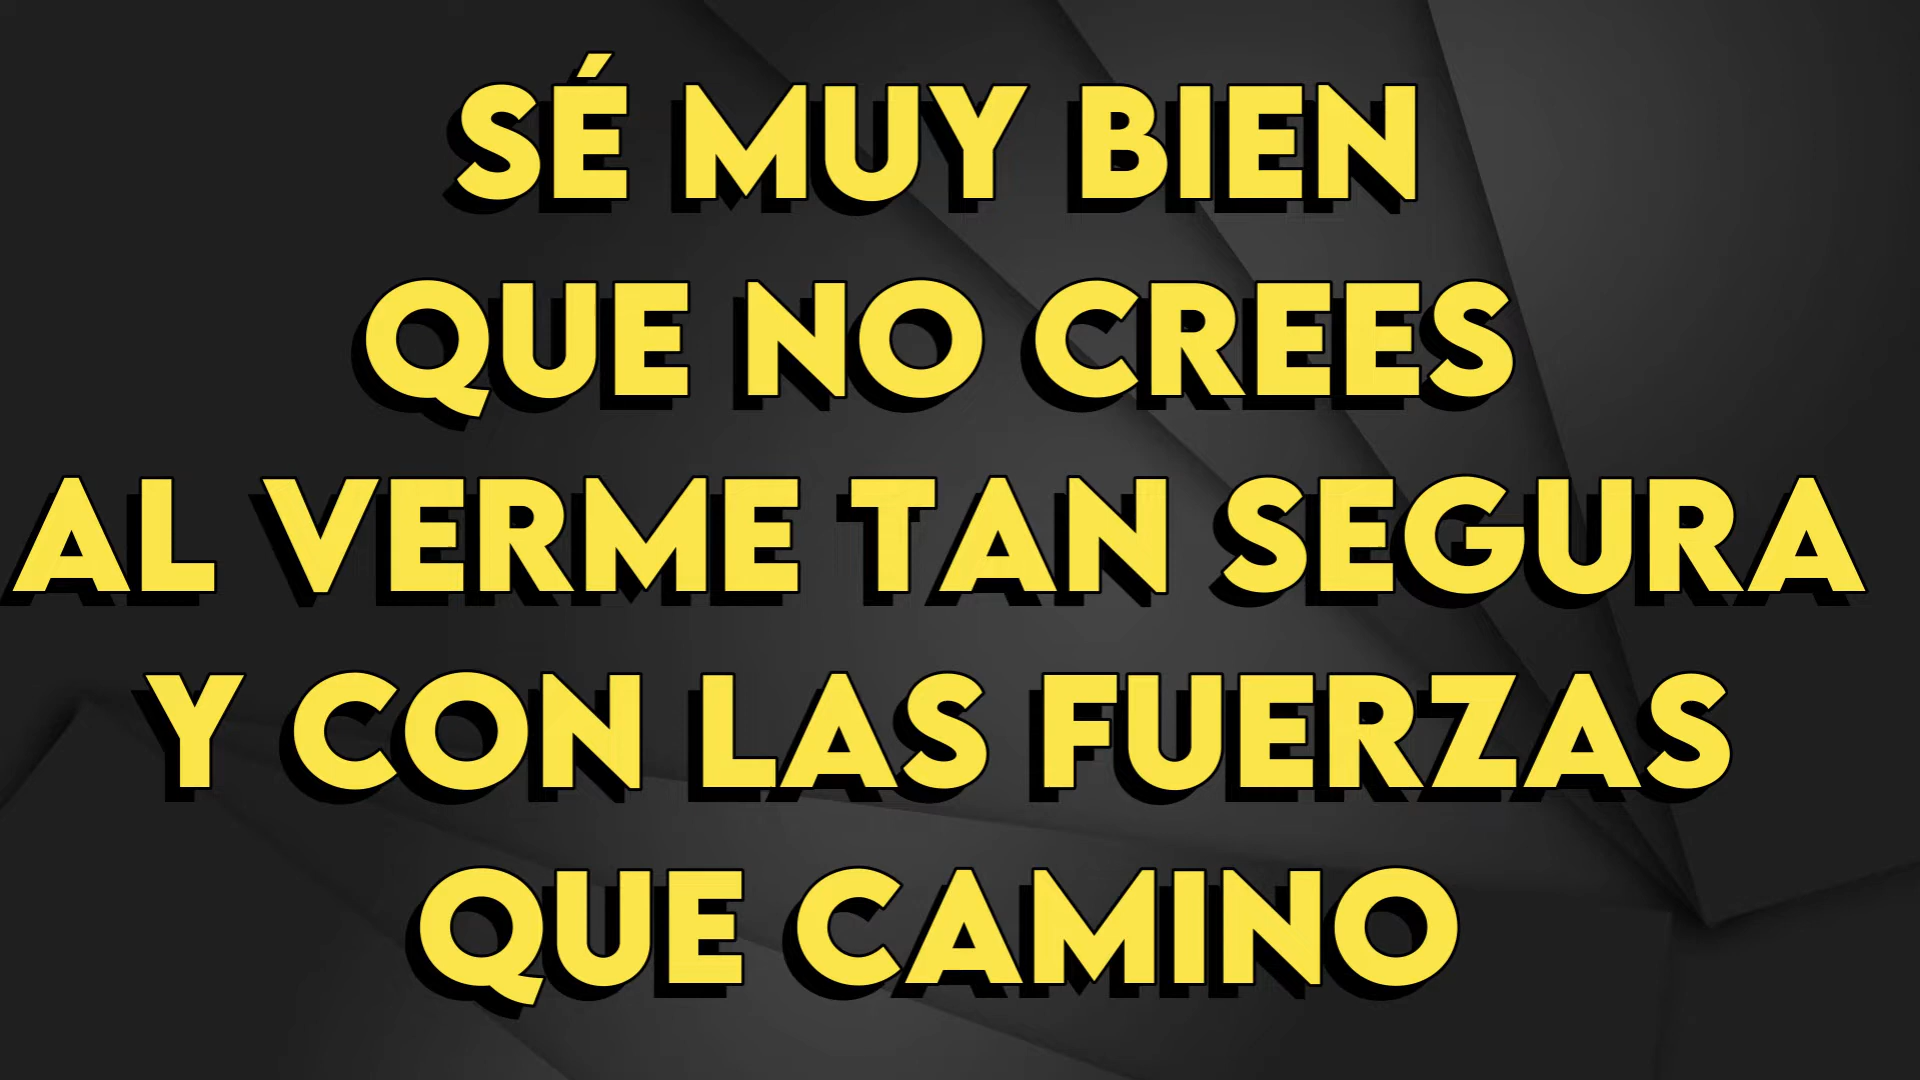 SÉ MUY BIEN
QUE NO CREES
AL VERME TAN SEGURA
Y CON LAS FUERZAS
QUE CAMINO